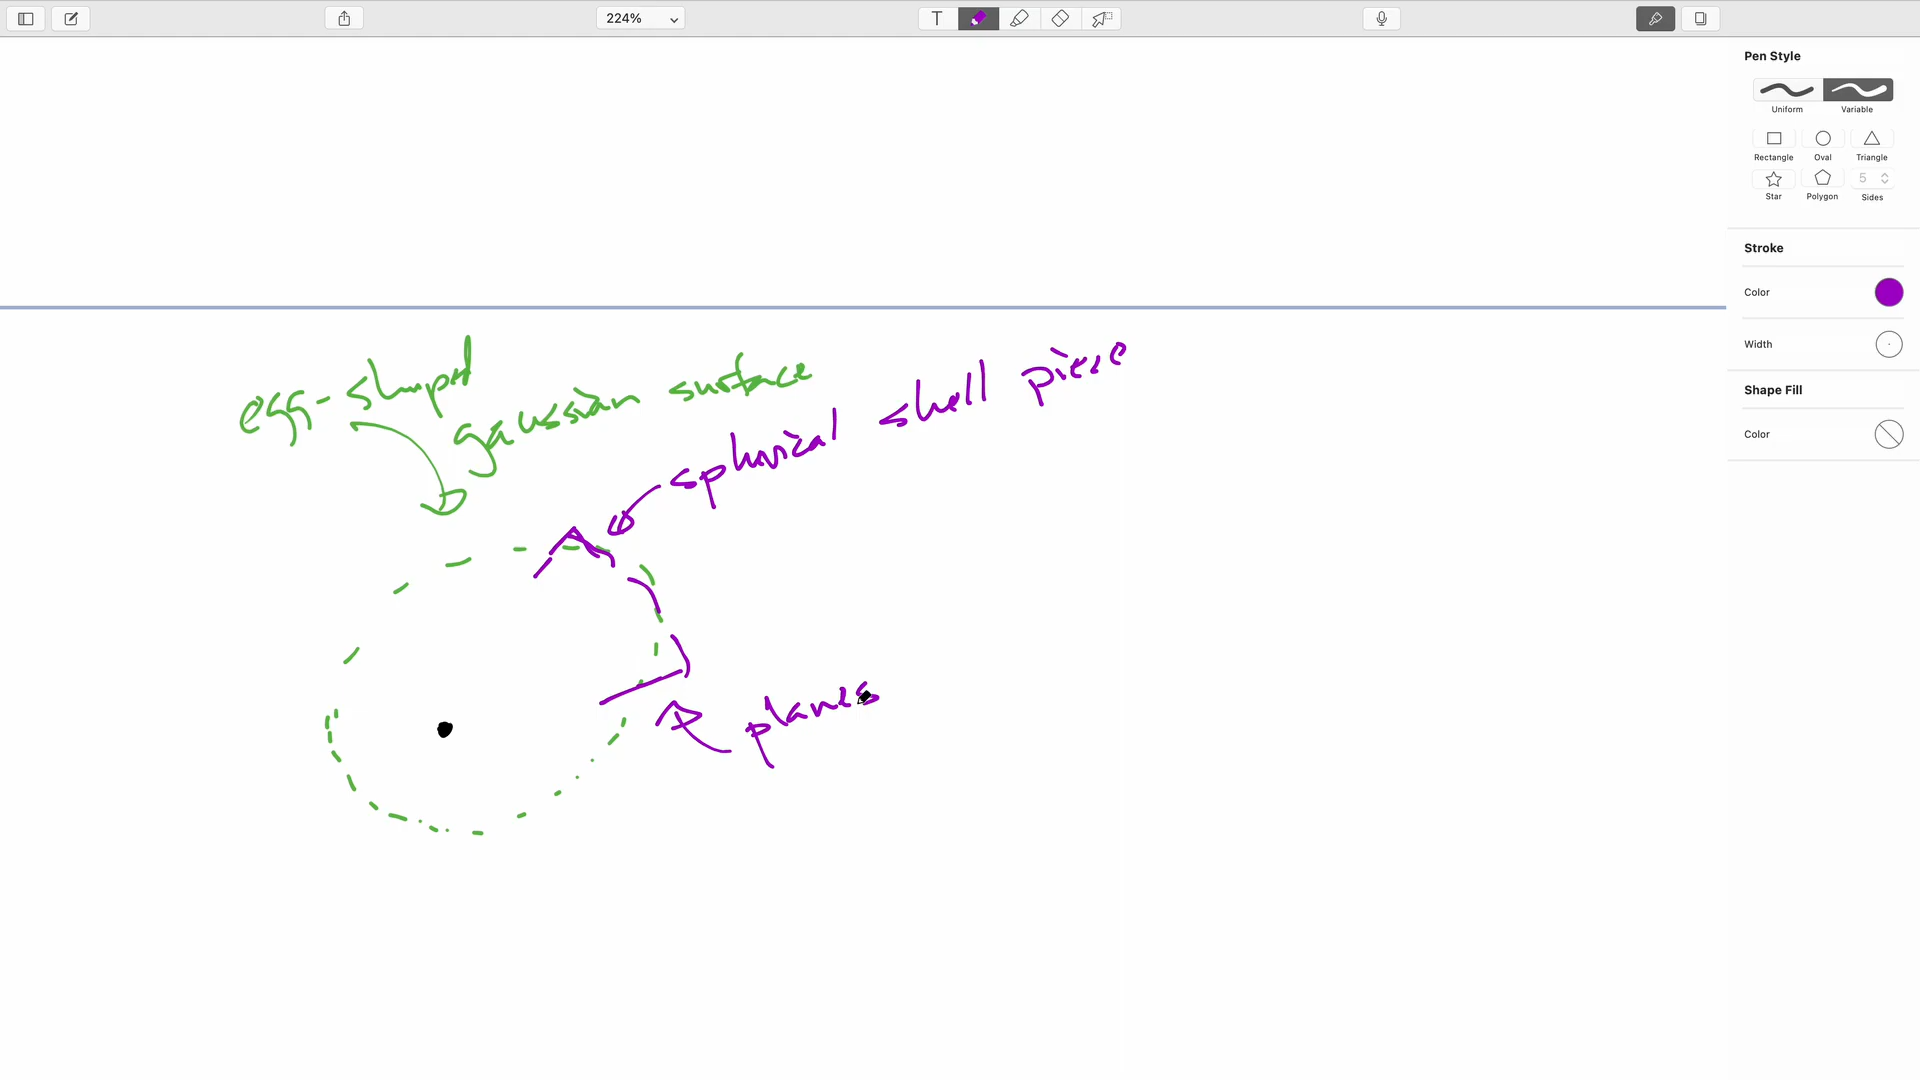 224%
T
Pen Style
Uniform
Variable
Rectangle
Oval
Triangle
5
Star
Polygon
Sides
Stroke
Color
Width
Shape Fill
Color
egg-shaped
gaussian surface
spherical shell piece
planes